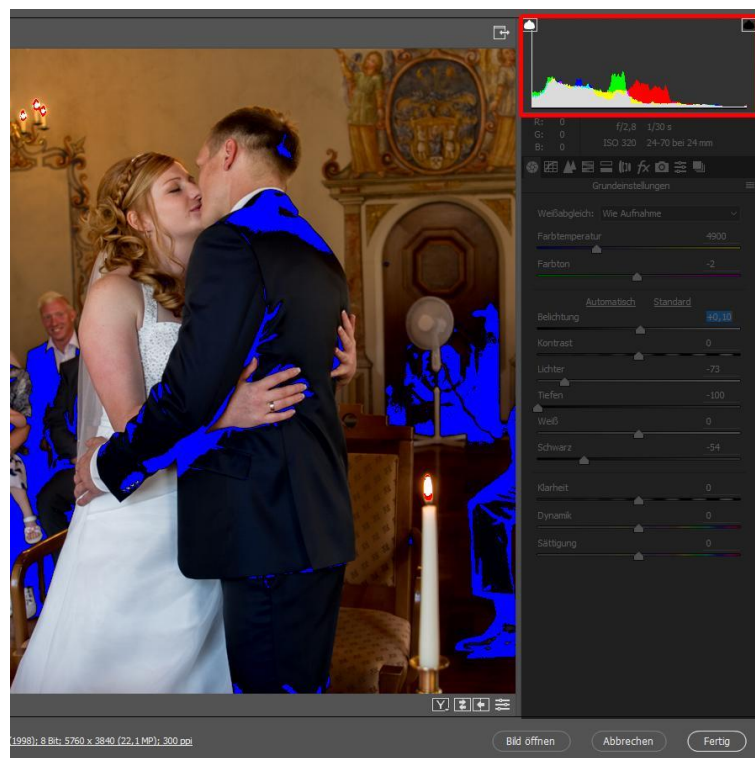 R: 0
G: 0
B: 0
f/2,8 1/30 s
ISO 320 24-70 bei 24 mm
fx
Grundeinstellungen
Weißabgleich: Wie Aufnahme
Farbtemperatur 4900
Farbton -2
Automatisch Standard
Belichtung +0,10
Kontrast 0
Lichter -73
Tiefen -100
Weiß 0
Schwarz -54
Klarheit 0
Dynamik 0
Sättigung 0
Y
(1998); 8 Bit; 5760 x 3840 (22,1 MP); 300 ppi
Bild öffnen Abbrechen Fertig